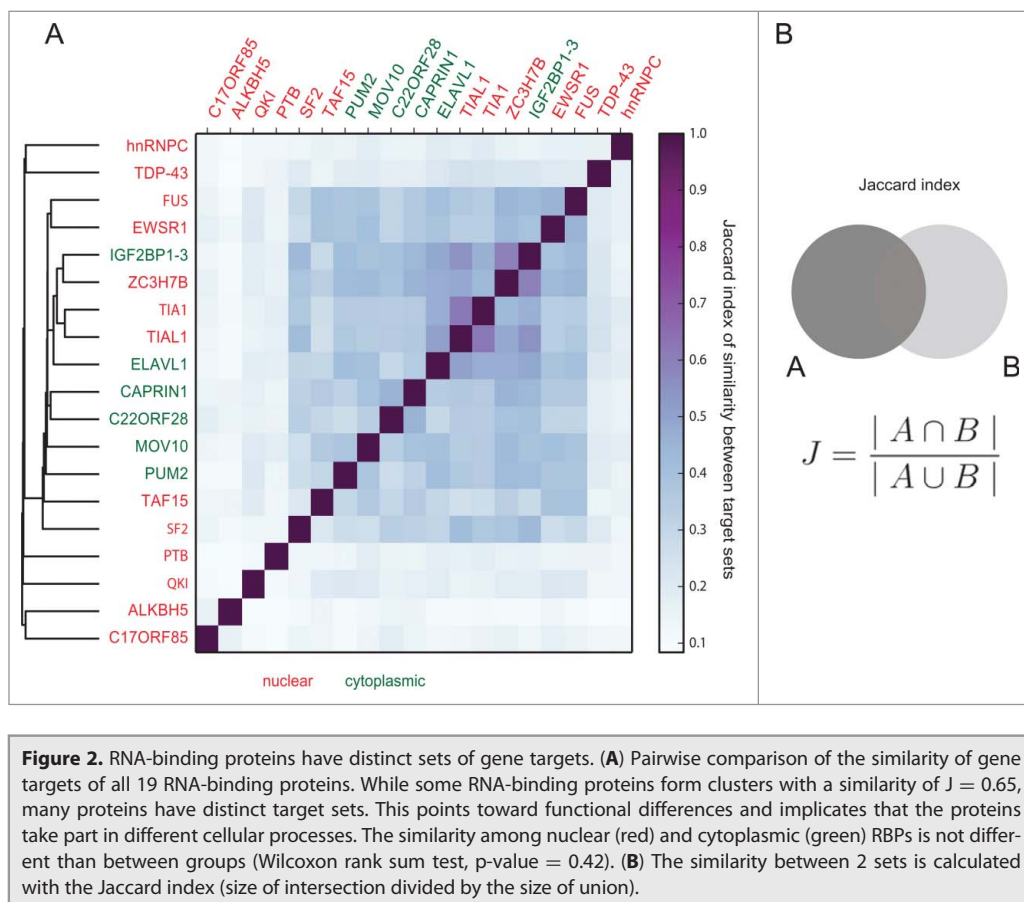 A
C17ORF85
ALKBH5
QKI
PTB
SF2
TAF15
PUM2
MOV10
C22ORF28
CAPRIN1
ELAVL1
TIAL1
TIA1
ZC3H7B
IGF2BP1-3
EWSR1
FUS
TDP-43
hnRNPC
hnRNPC
TDP-43
FUS
EWSR1
IGF2BP1-3
ZC3H7B
TIA1
TIAL1
ELAVL1
CAPRIN1
C22ORF28
MOV10
PUM2
TAF15
SF2
PTB
QKI
ALKBH5
C17ORF85
nuclear
cytoplasmic
1.0
0.9
0.8
0.7
0.6
0.5
0.4
0.3
0.2
0.1
Jaccard index of similarity between target sets
B
Jaccard index
A
B
J = | A ∩ B | / | A ∪ B |
Figure 2. RNA-binding proteins have distinct sets of gene targets. (A) Pairwise comparison of the similarity of gene
targets of all 19 RNA-binding proteins. While some RNA-binding proteins form clusters with a similarity of J = 0.65,
many proteins have distinct target sets. This points toward functional differences and implicates that the proteins
take part in different cellular processes. The similarity among nuclear (red) and cytoplasmic (green) RBPs is not differ-
ent than between groups (Wilcoxon rank sum test, p-value = 0.42). (B) The similarity between 2 sets is calculated
with the Jaccard index (size of intersection divided by the size of union).